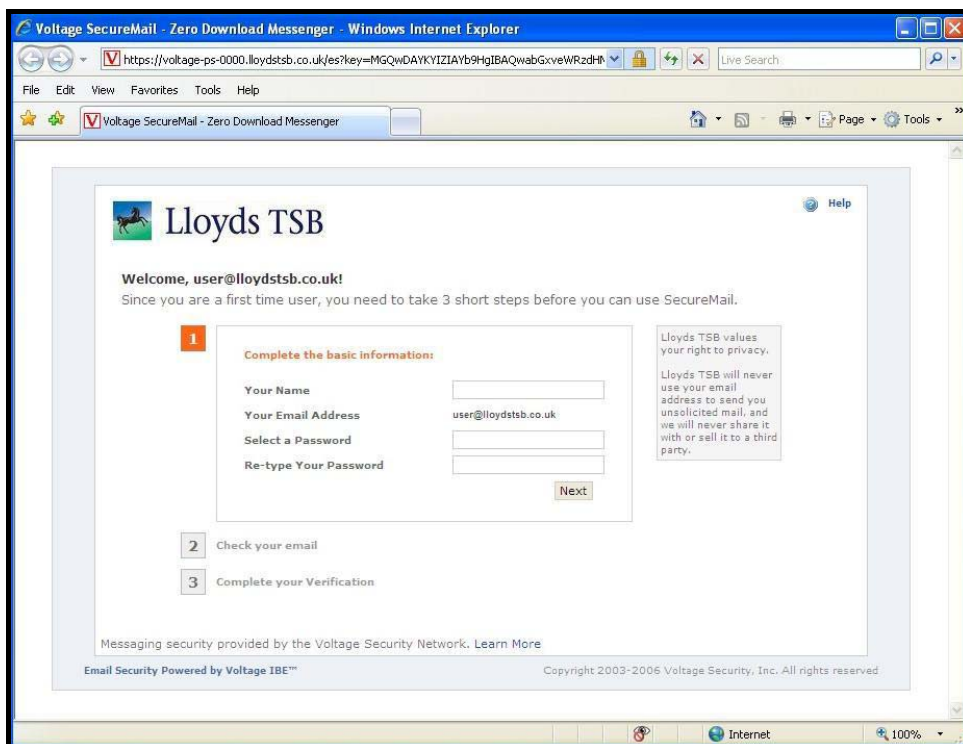 Voltage SecureMail - Zero Download Messenger - Windows Internet Explorer
https://voltage-ps-0000.lloydstsb.co.uk/es?key=MGQwDAYKYIZIAYb9HgIBAQwabGxveWRzdHN
Live Search
File Edit View Favorites Tools Help
Voltage SecureMail - Zero Download Messenger
Page Tools »
Lloyds TSB
Help
Welcome, user@lloydstsb.co.uk!
Since you are a first time user, you need to take 3 short steps before you can use SecureMail.
1
Complete the basic information:
Your Name
Your Email Address user@lloydstsb.co.uk
Select a Password
Re-type Your Password
Next
Lloyds TSB values
your right to privacy.
Lloyds TSB will never
use your email
address to send you
unsolicited mail, and
we will never share it
with or sell it to a third
party.
2 Check your email
3 Complete your Verification
Messaging security provided by the Voltage Security Network. Learn More
Email Security Powered by Voltage IBE™
Copyright 2003-2006 Voltage Security, Inc. All rights reserved
Internet
100%